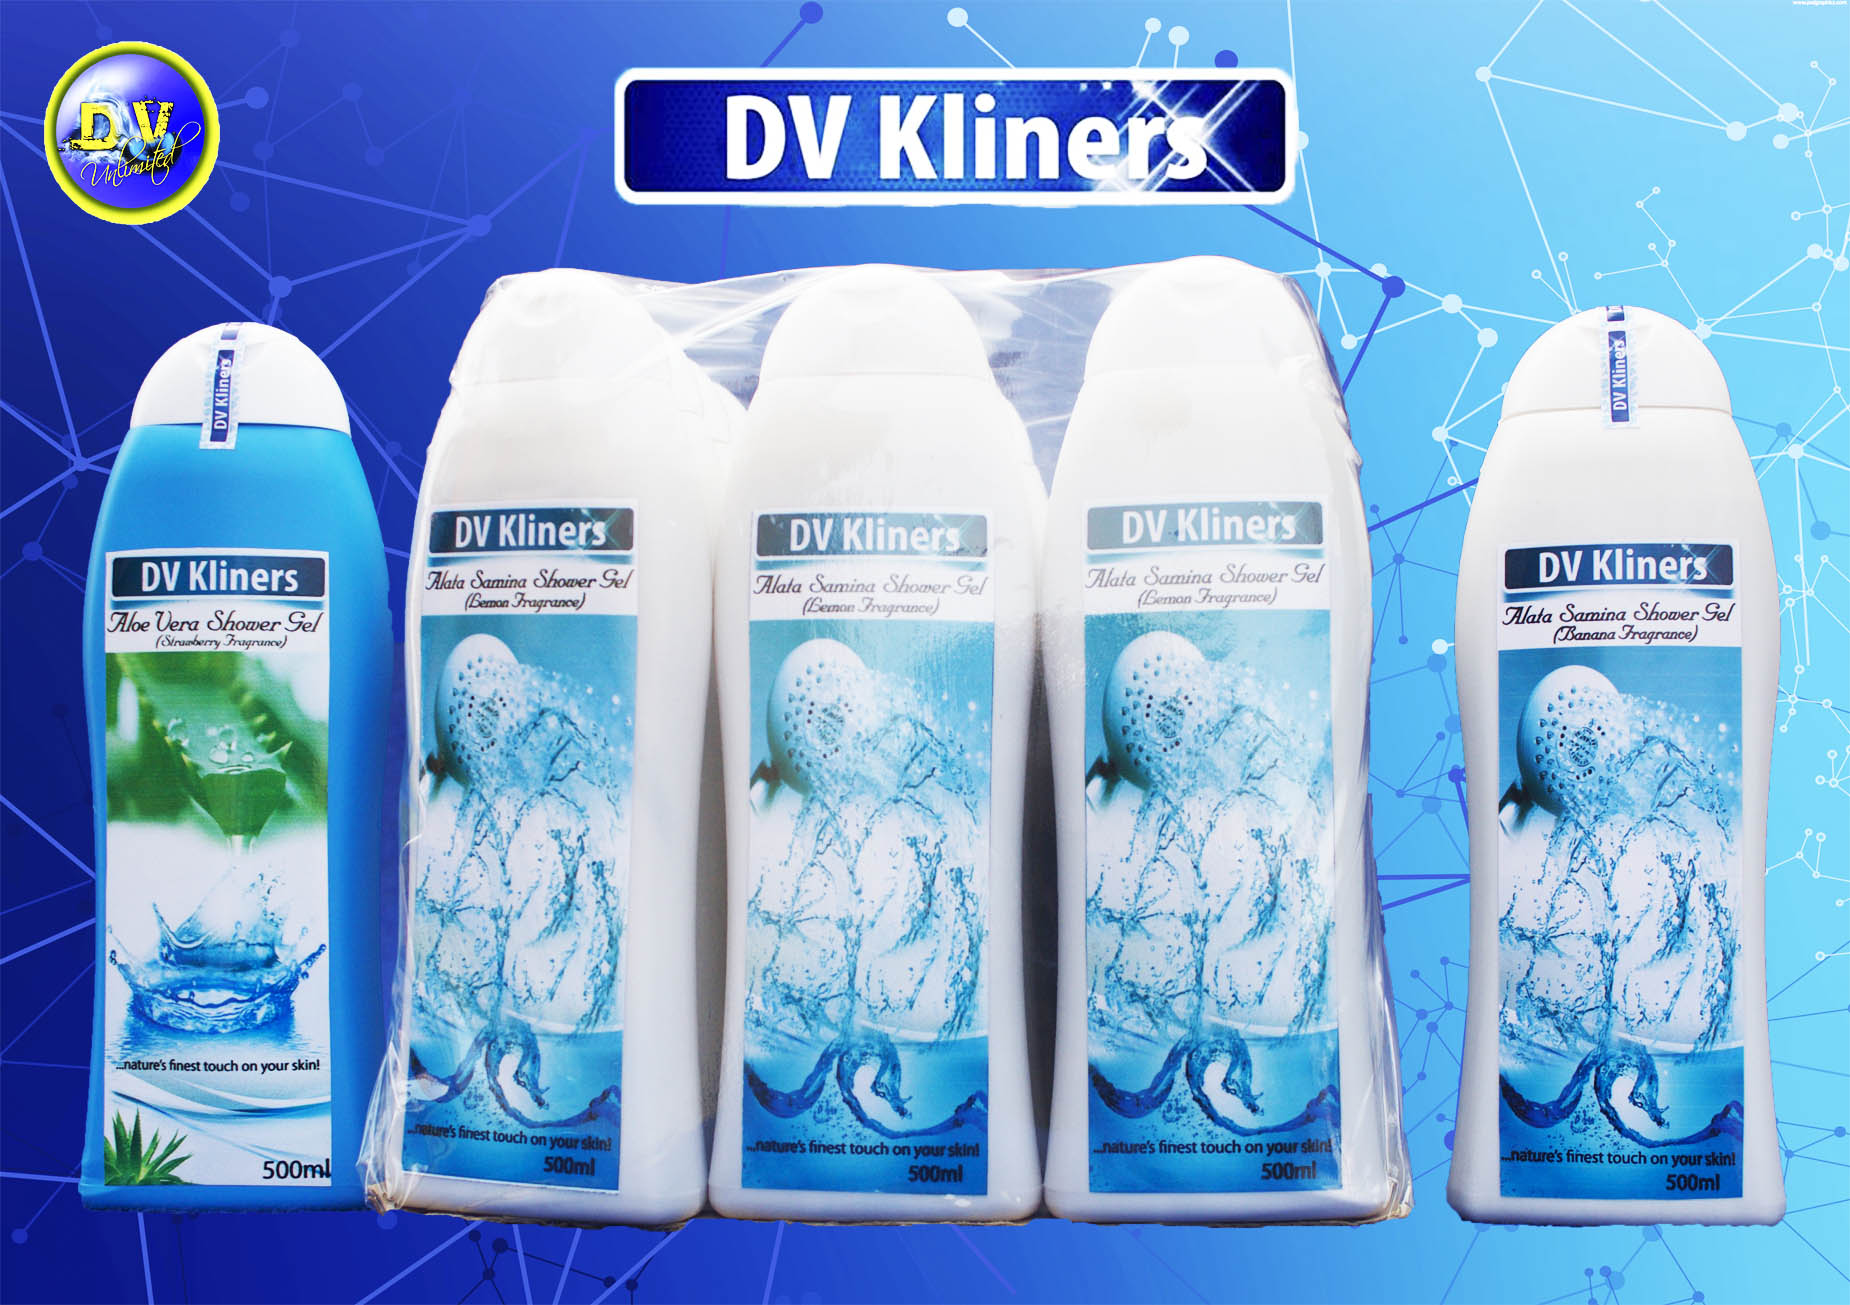 www.psdgraphics.com
DV
Unlimited
DV Kliners
DV Kliners
DV Kliners
Aloe Vera Shower Gel
(Strawberry Fragrance)
...nature's finest touch on your skin!
500ml
DV Kliners
Alata Samina Shower Gel
(Lemon Fragrance)
...nature's finest touch on your skin!
500ml
DV Kliners
Alata Samina Shower Gel
(Lemon Fragrance)
...nature's finest touch on your skin!
500ml
DV Kliners
Alata Samina Shower Gel
(Lemon Fragrance)
...nature's finest touch on your skin!
500ml
DV Kliners
DV Kliners
Alata Samina Shower Gel
(Banana Fragrance)
...nature's finest touch on your skin!
500ml